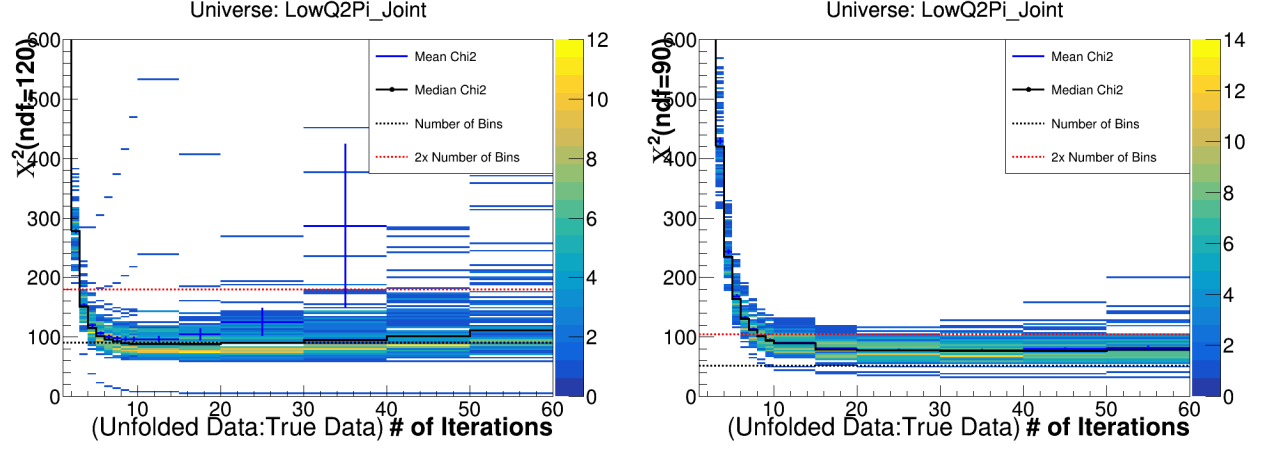 Universe: LowQ2Pi_Joint
Χ²(ndf=120)
600
500
400
300
200
100
0
10
20
30
40
50
60
Mean Chi2
Median Chi2
Number of Bins
2x Number of Bins
12
10
8
6
4
2
0
(Unfolded Data:True Data) # of Iterations
Universe: LowQ2Pi_Joint
Χ²(ndf=90)
600
500
400
300
200
100
0
10
20
30
40
50
60
Mean Chi2
Median Chi2
Number of Bins
2x Number of Bins
14
12
10
8
6
4
2
0
(Unfolded Data:True Data) # of Iterations